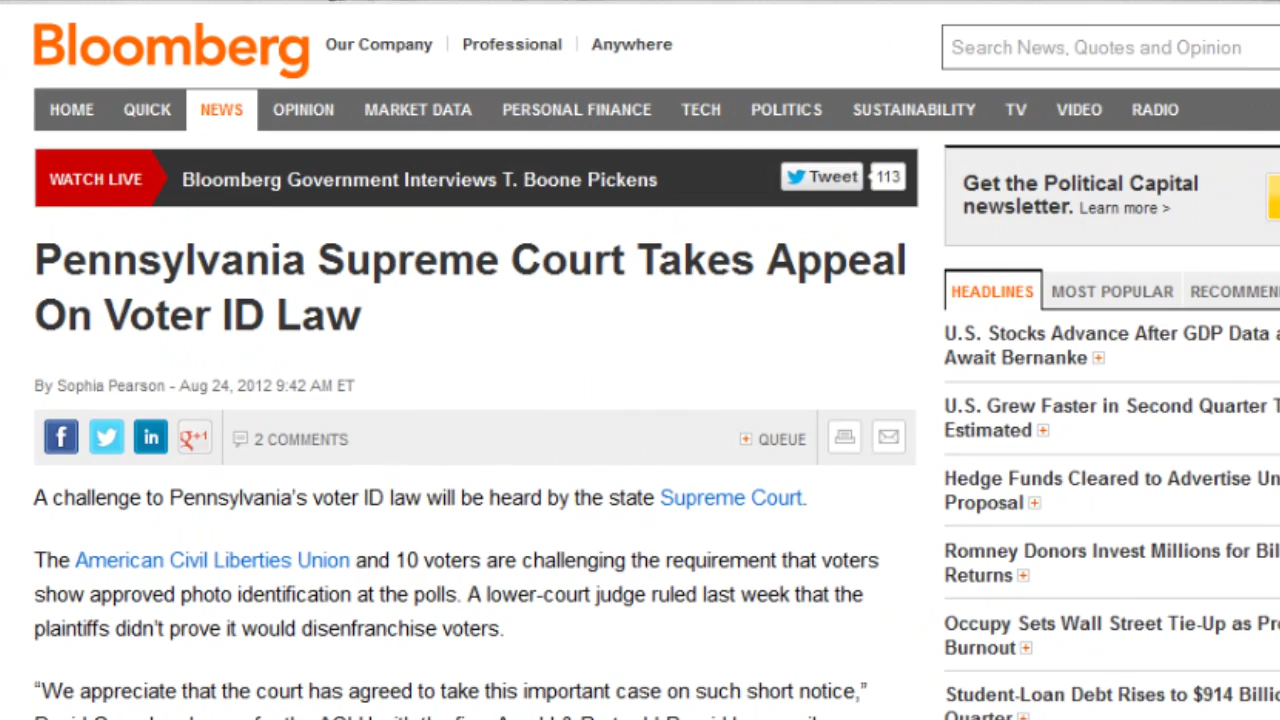 Bloomberg
Our Company
Professional
Anywhere
Search News, Quotes and Opinion
HOME QUICK NEWS OPINION MARKET DATA PERSONAL FINANCE TECH POLITICS SUSTAINABILITY TV VIDEO RADIO
WATCH LIVE
Bloomberg Government Interviews T. Boone Pickens
Tweet 113
Pennsylvania Supreme Court Takes Appeal
On Voter ID Law
By Sophia Pearson - Aug 24, 2012 9:42 AM ET
f in g+1
2 COMMENTS
QUEUE
A challenge to Pennsylvania's voter ID law will be heard by the state Supreme Court.
The American Civil Liberties Union and 10 voters are challenging the requirement that voters
show approved photo identification at the polls. A lower-court judge ruled last week that the
plaintiffs didn't prove it would disenfranchise voters.
“We appreciate that the court has agreed to take this important case on such short notice,”
Get the Political Capital
newsletter. Learn more >
HEADLINES MOST POPULAR
U.S. Stocks Advance After GDP Data
Await Bernanke
U.S. Grew Faster in Second Quarter
Estimated
Hedge Funds Cleared to Advertise
Proposal
Romney Donors Invest Millions for
Returns
Occupy Sets Wall Street Tie-Up as
Burnout
Student-Loan Debt Rises to $914
Quarter